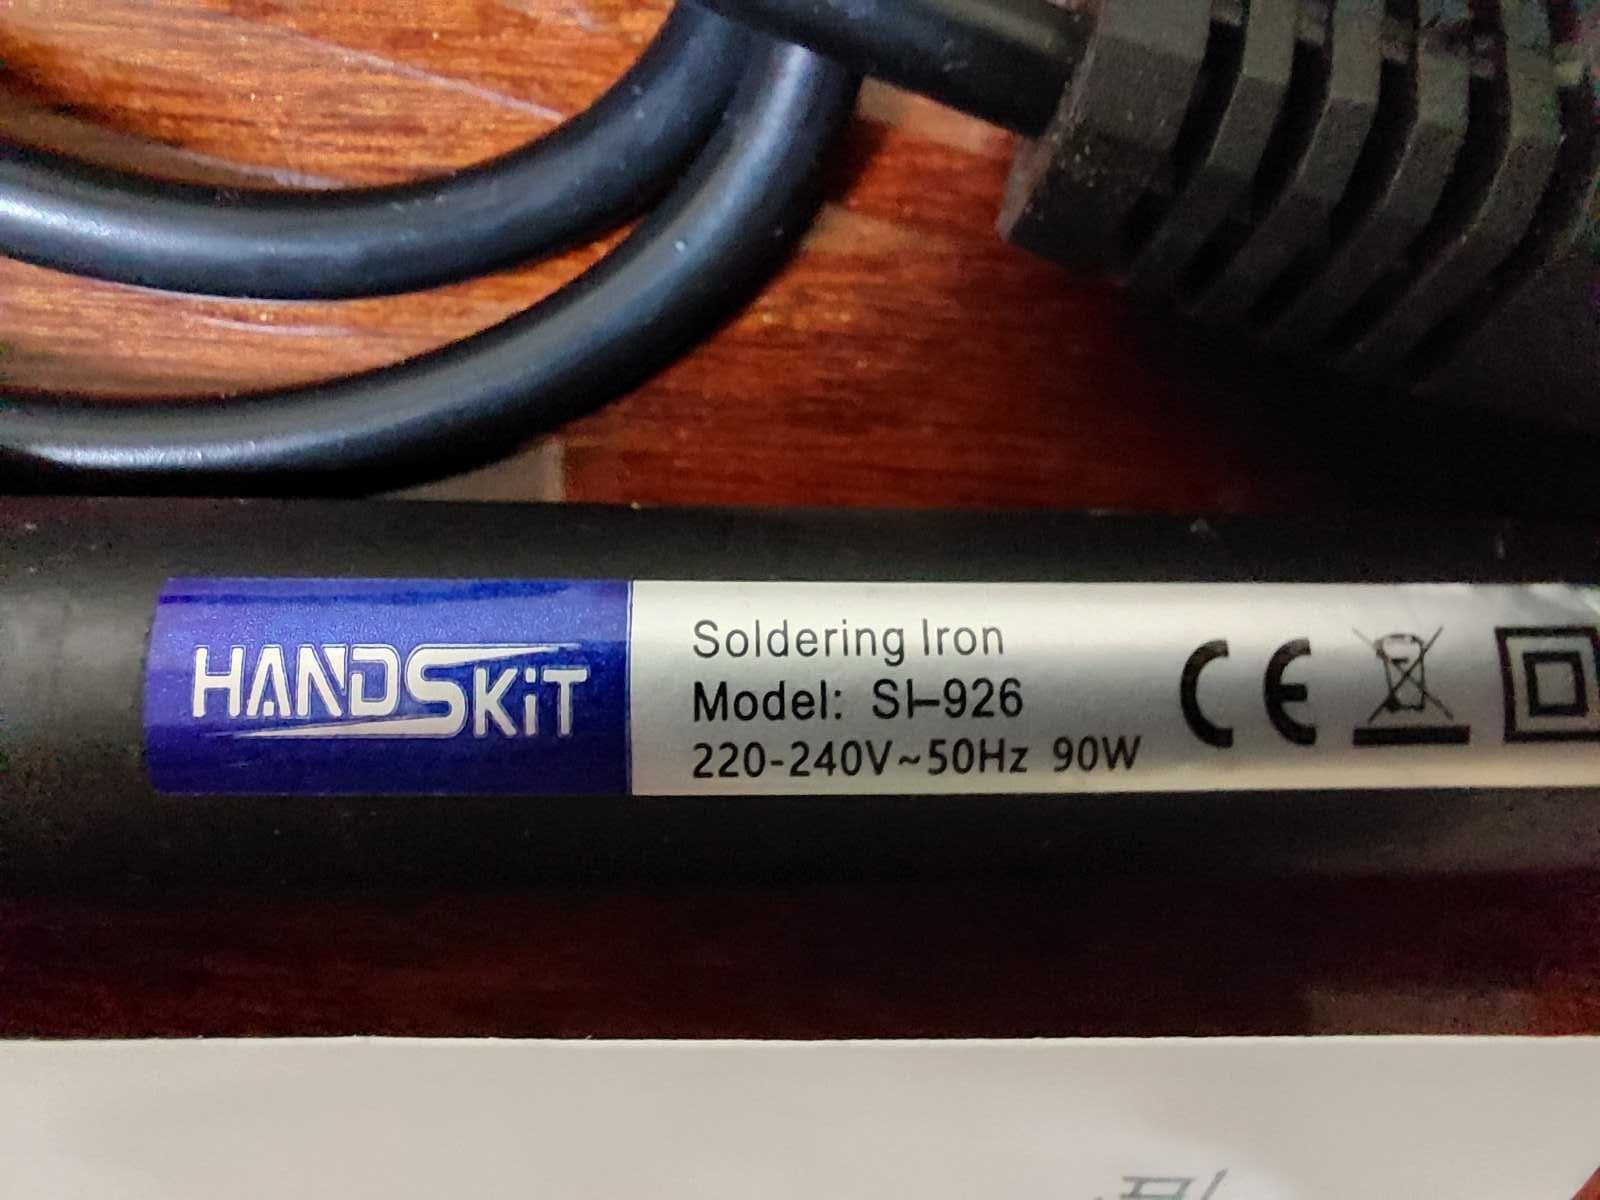 HANDSKiT
Soldering Iron
Model: SI-926
220-240V~50Hz 90W
CE